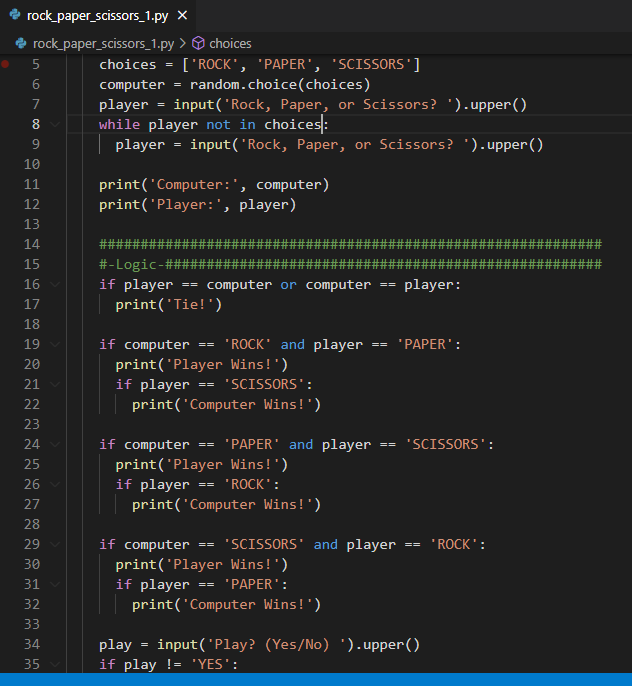 rock_paper_scissors_1.py ×
rock_paper_scissors_1.py > choices
5 choices = ['ROCK', 'PAPER', 'SCISSORS']
6 computer = random.choice(choices)
7 player = input('Rock, Paper, or Scissors? ').upper()
8 while player not in choices:
9 player = input('Rock, Paper, or Scissors? ').upper()
10
11 print('Computer:', computer)
12 print('Player:', player)
13
14 #############################################################
15 #-Logic-#####################################################
16 if player == computer or computer == player:
17 print('Tie!')
18
19 if computer == 'ROCK' and player == 'PAPER':
20 print('Player Wins!')
21 if player == 'SCISSORS':
22 print('Computer Wins!')
23
24 if computer == 'PAPER' and player == 'SCISSORS':
25 print('Player Wins!')
26 if player == 'ROCK':
27 print('Computer Wins!')
28
29 if computer == 'SCISSORS' and player == 'ROCK':
30 print('Player Wins!')
31 if player == 'PAPER':
32 print('Computer Wins!')
33
34 play = input('Play? (Yes/No) ').upper()
35 if play != 'YES':